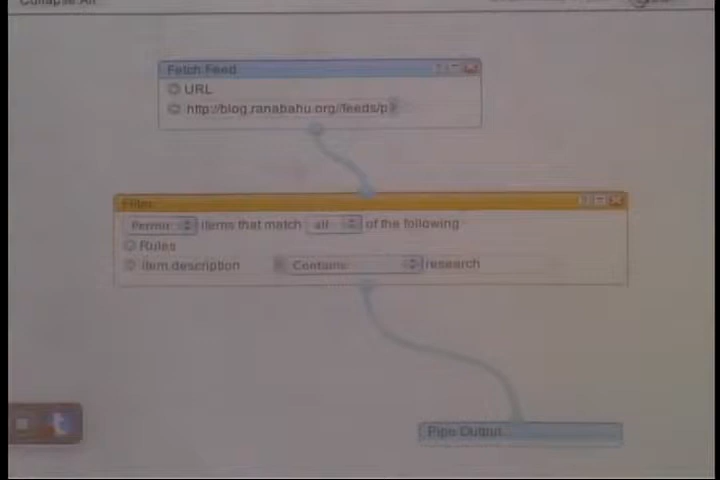 Collapse All
Fetch Feed
URL
http://blog.ranabahu.org//feeds/p
Filter
Permit items that match all of the following
Rules
item.description Contains research
Pipe Output